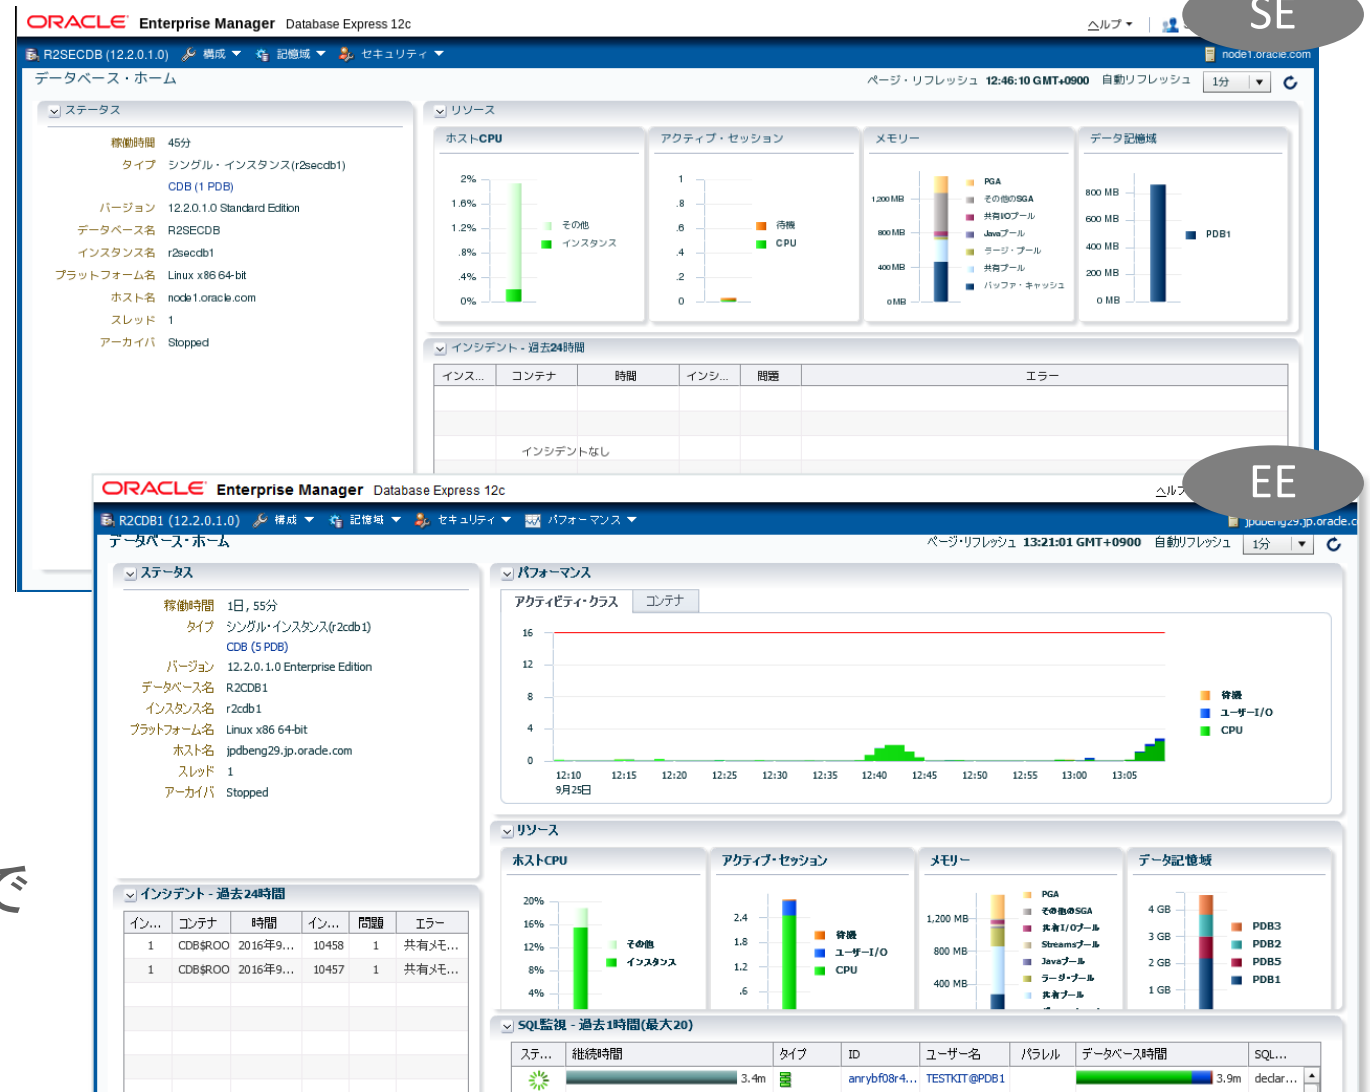 SE
ORACLE Enterprise Manager Database Express 12c
ヘルプ
R2SECDB (12.2.0.1.0) 構成 記憶域 セキュリティ
node1.oracle.com
データベース・ホーム
ページ・リフレッシュ 12:46:10 GMT+0900 自動リフレッシュ 1分
ステータス
稼働時間 45分
タイプ シングル・インスタンス(r2secdb1)
CDB (1 PDB)
バージョン 12.2.0.1.0 Standard Edition
データベース名 R2SECDB
インスタンス名 r2secdb1
プラットフォーム名 Linux x86 64-bit
ホスト名 node1.oracle.com
スレッド 1
アーカイバ Stopped
リソース
ホストCPU
2%
1.6%
1.2%
.8%
.4%
0%
その他
インスタンス
アクティブ・セッション
1
.8
.6
.4
.2
0
待機
CPU
メモリー
1,200 MB
800 MB
400 MB
0 MB
PGA
その他のSGA
共有I/Oプール
Javaプール
ラージ・プール
共有プール
バッファ・キャッシュ
データ記憶域
800 MB
600 MB
400 MB
200 MB
0 MB
PDB1
インシデント - 過去24時間
インス... コンテナ 時間 インシ... 問題 エラー
インシデントなし
EE
ORACLE Enterprise Manager Database Express 12c
ヘルプ
R2CDB1 (12.2.0.1.0) 構成 記憶域 セキュリティ パフォーマンス
jpdbeng29.jp.oracle.c
データベース・ホーム
ページ・リフレッシュ 13:21:01 GMT+0900 自動リフレッシュ 1分
ステータス
稼働時間 1日, 55分
タイプ シングル・インスタンス(r2cdb1)
CDB (5 PDB)
バージョン 12.2.0.1.0 Enterprise Edition
データベース名 R2CDB1
インスタンス名 r2cdb1
プラットフォーム名 Linux x86 64-bit
ホスト名 jpdbeng29.jp.oracle.com
スレッド 1
アーカイバ Stopped
パフォーマンス
アクティビティ・クラス コンテナ
16
12
8
4
0
12:10 12:15 12:20 12:25 12:30 12:35 12:40 12:45 12:50 12:55 13:00 13:05
9月25日
待機
ユーザーI/O
CPU
リソース
ホストCPU
20%
16%
12%
8%
4%
その他
インスタンス
アクティブ・セッション
2.4
1.8
1.2
.6
待機
ユーザーI/O
CPU
メモリー
1,200 MB
800 MB
400 MB
PGA
その他のSGA
共有I/Oプール
Streamsプール
Javaプール
ラージ・プール
共有プール
データ記憶域
4 GB
3 GB
2 GB
1 GB
PDB3
PDB2
PDB5
PDB1
で
インシデント - 過去24時間
イン... コンテナ 時間 イン... 問題 エラー
1 CDB$ROO 2016年9... 10458 1 共有メモ...
1 CDB$ROO 2016年9... 10457 1 共有メモ...
SQL監視 - 過去1時間(最大20)
ステ... 継続時間 タイプ ID ユーザー名 パラレル データベース時間 SQL...
3.4m anrybf08r4... TESTKIT@PDB1 3.9m declar...